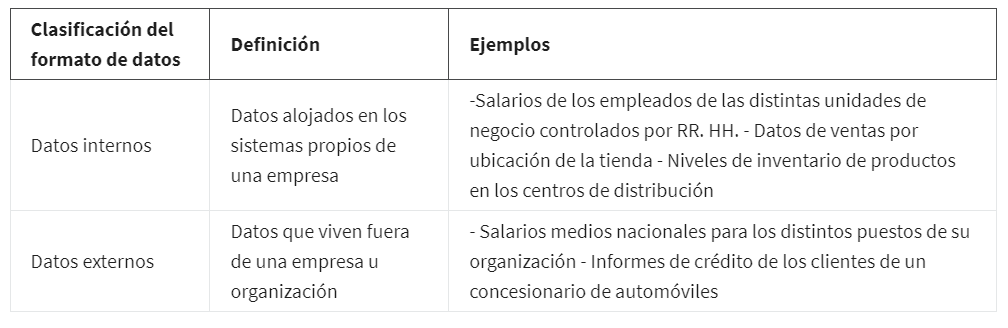 Clasificación del
formato de datos
Definición
Ejemplos
Datos internos
Datos alojados en los
sistemas propios de
una empresa
-Salarios de los empleados de las distintas unidades de
negocio controlados por RR. HH. - Datos de ventas por
ubicación de la tienda - Niveles de inventario de productos
en los centros de distribución
Datos externos
Datos que viven fuera
de una empresa u
organización
- Salarios medios nacionales para los distintos puestos de su
organización - Informes de crédito de los clientes de un
concesionario de automóviles